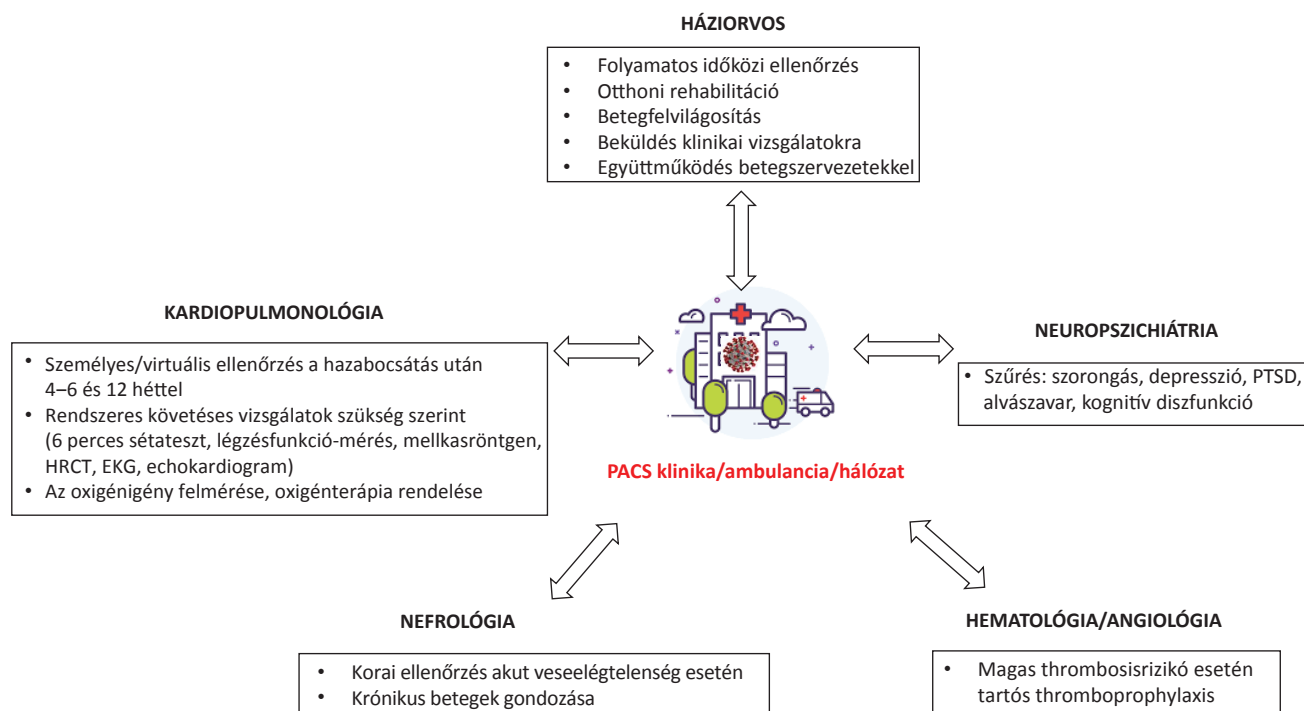 HÁZIORVOS
• Folyamatos időközi ellenőrzés
• Otthoni rehabilitáció
• Betegfelvilágosítás
• Beküldés klinikai vizsgálatokra
• Együttműködés betegszervezetekkel
KARDIOPULMONOLÓGIA
• Személyes/virtuális ellenőrzés a hazabocsátás után
4–6 és 12 héttel
• Rendszeres követéses vizsgálatok szükség szerint
(6 perces sétateszt, légzésfunkció-mérés, mellkasröntgen,
HRCT, EKG, echokardiogram)
• Az oxigénigény felmérése, oxigénterápia rendelése
PACS klinika/ambulancia/hálózat
NEUROPSZICHIÁTRIA
• Szűrés: szorongás, depresszió, PTSD,
alvászavar, kognitív diszfunkció
NEFROLÓGIA
• Korai ellenőrzés akut veseelégtelenség esetén
• Krónikus betegek gondozása
HEMATOLÓGIA/ANGIOLÓGIA
• Magas thrombosisrizikó esetén
tartós thromboprophylaxis